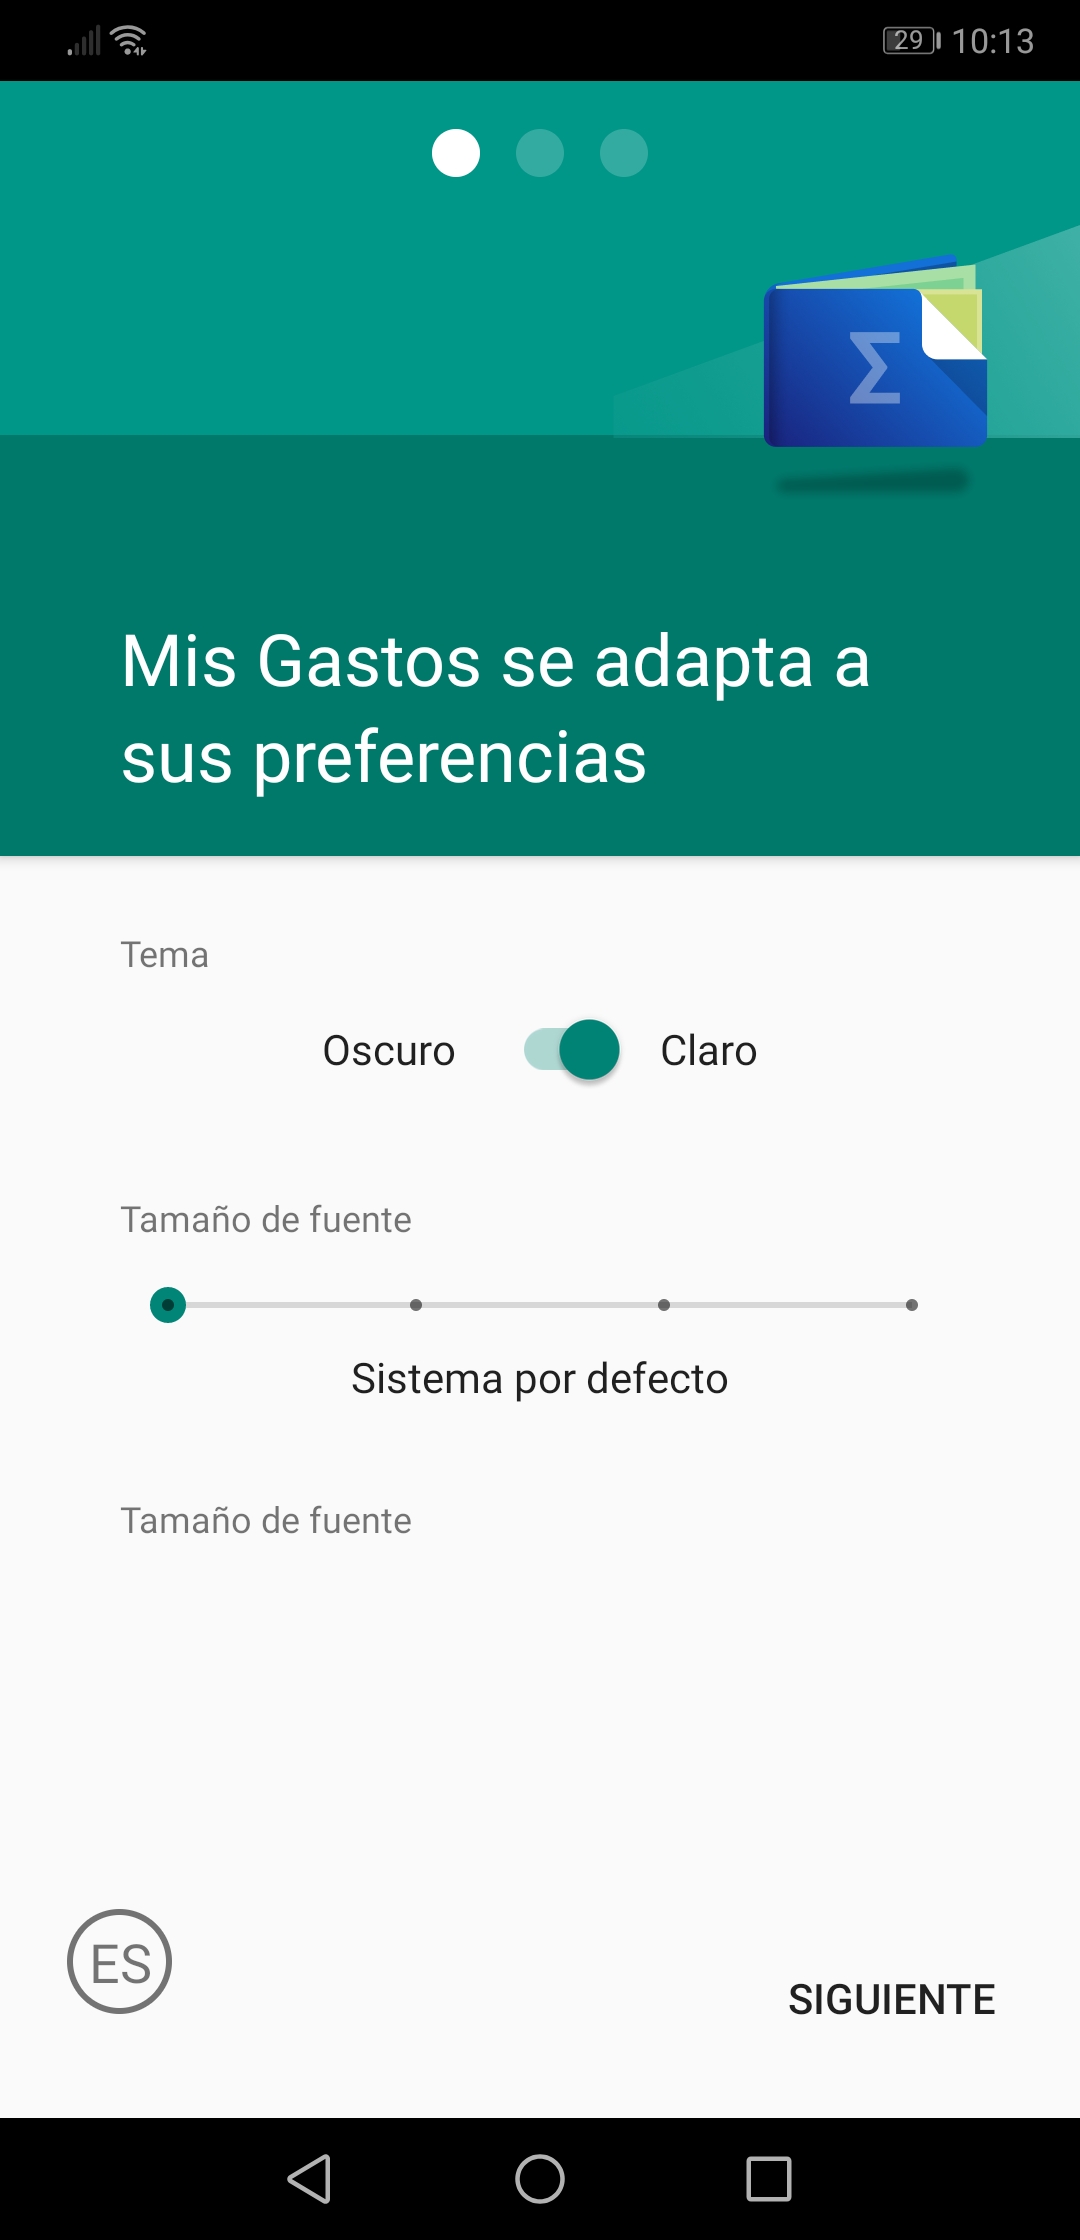 29 10:13
Σ
Mis Gastos se adapta a
sus preferencias
Tema
Oscuro Claro
Tamaño de fuente
Sistema por defecto
Tamaño de fuente
ES
SIGUIENTE